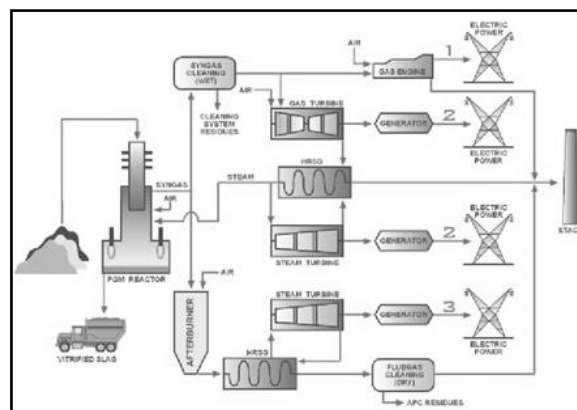 ELECTRIC
POWER
AIR
1
SYNGAS
CLEANING
(WET)
GAS ENGINE
AIR
GAS TURBINE
2
CLEANING
SYSTEM
RESIDUES
GENERATOR
ELECTRIC
POWER
HRSG
STEAM
SYNGAS
AIR
ELECTRIC
POWER
STACK
2
GENERATOR
STEAM TURBINE
PGM REACTOR
AIR
STEAM TURBINE
3
GENERATOR
AFTERBURNER
HRSG
ELECTRIC
POWER
VITRIFIED SLAG
FLUEGAS
CLEANING
(DRY)
APC RESIDUES